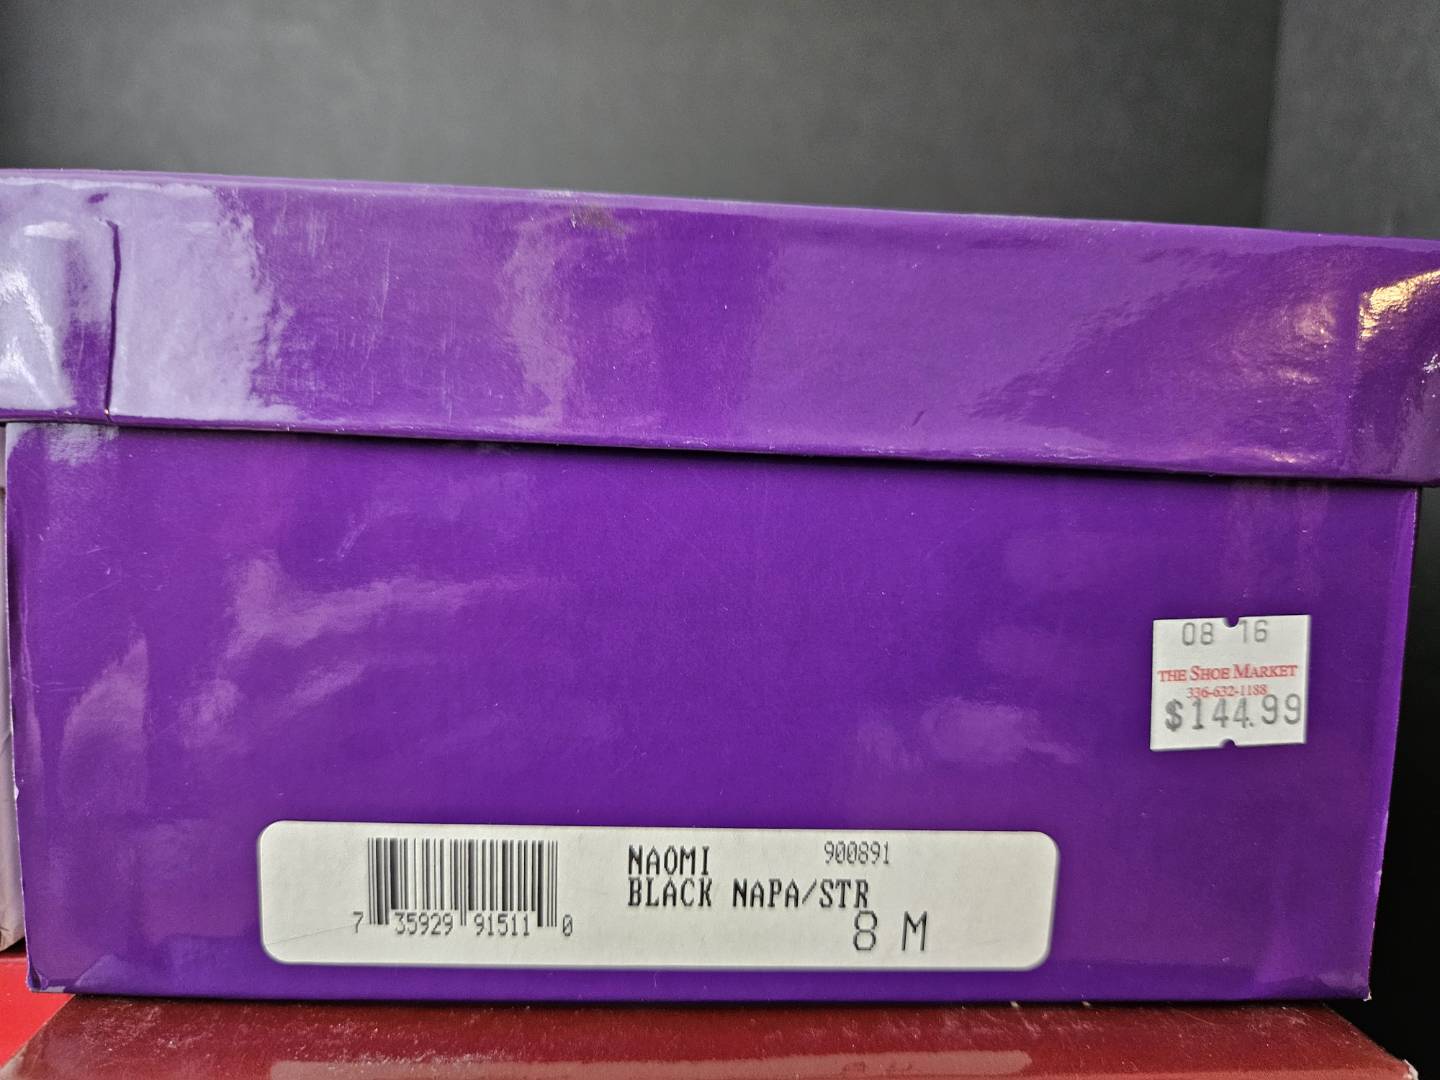 08 16
THE SHOE MARKET
336-632-1188
$144.99
NAOMI 900891
BLACK NAPA/STR
8 M
7 35929 91511 0